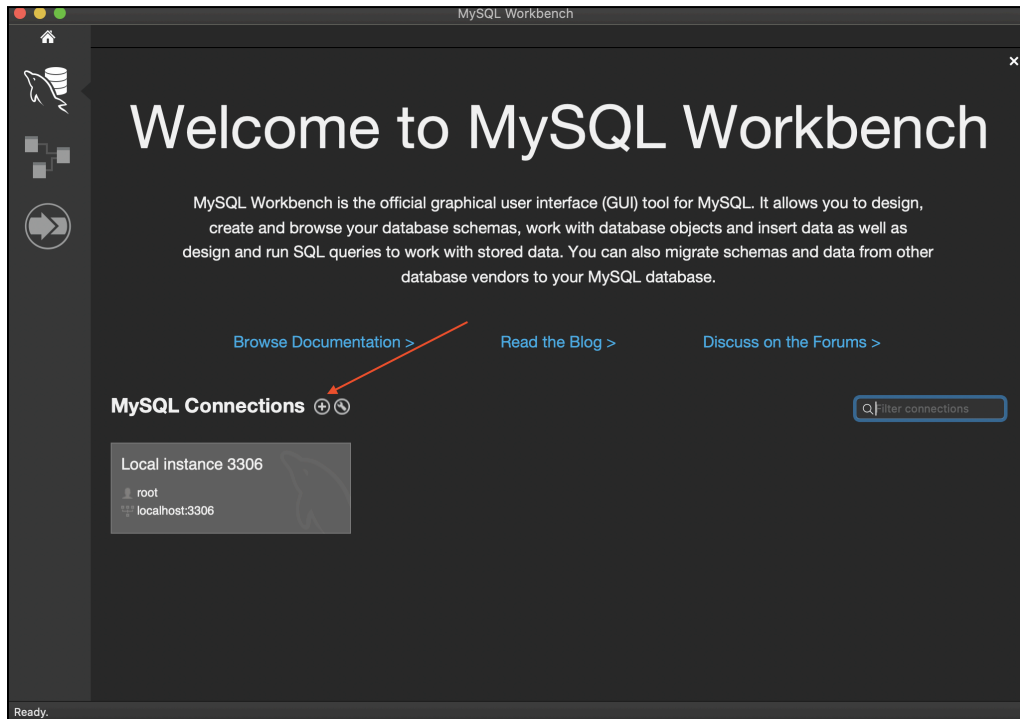 MySQL Workbench
Welcome to MySQL Workbench
MySQL Workbench is the official graphical user interface (GUI) tool for MySQL. It allows you to design,
create and browse your database schemas, work with database objects and insert data as well as
design and run SQL queries to work with stored data. You can also migrate schemas and data from other
database vendors to your MySQL database.
Browse Documentation >
Read the Blog >
Discuss on the Forums >
MySQL Connections
Filter connections
Local instance 3306
root
localhost:3306
Ready.